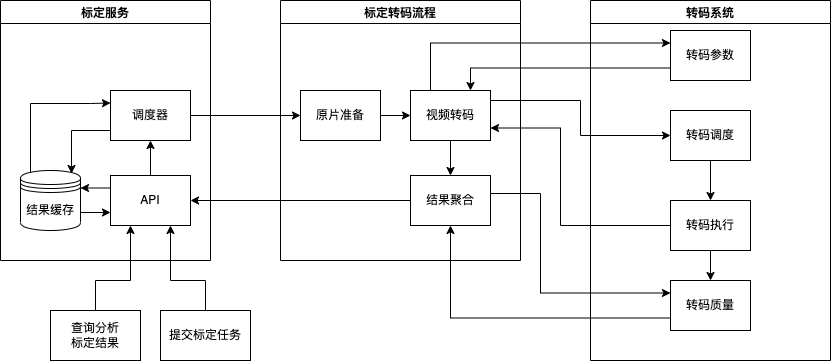 标定服务
标定转码流程
转码系统
转码参数
调度器
原片准备
视频转码
转码调度
结果缓存
API
结果聚合
转码执行
转码质量
查询分析
标定结果
提交标定任务